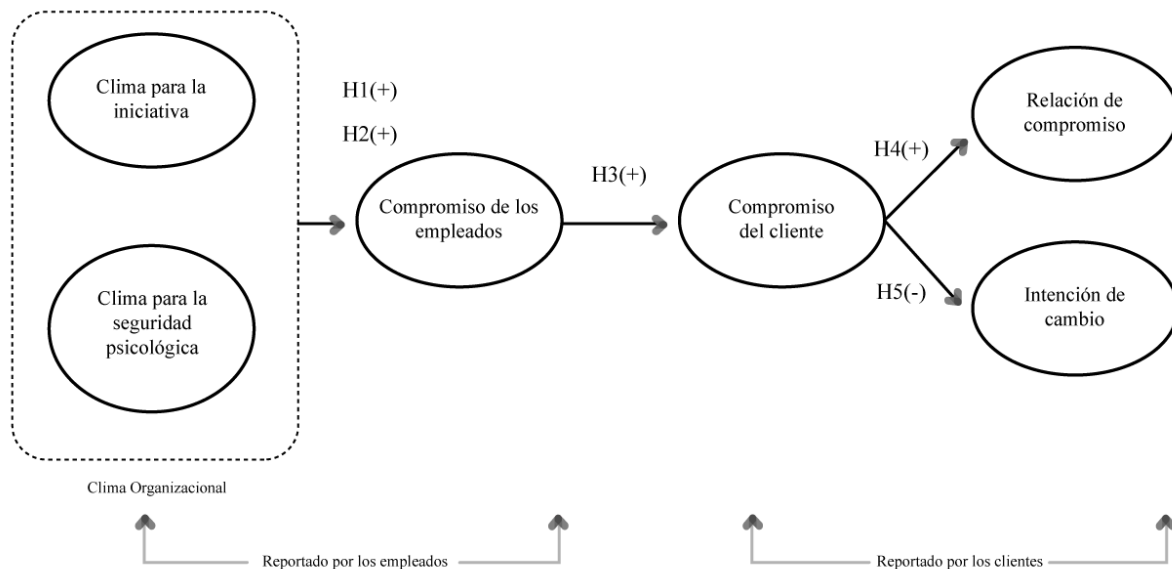 Clima para la
iniciativa
Clima para la
seguridad
psicológica
Clima Organizacional
H1(+)
H2(+)
Compromiso de los
empleados
H3(+)
Compromiso
del cliente
H4(+)
H5(-)
Relación de
compromiso
Intención de
cambio
Reportado por los empleados
Reportado por los clientes